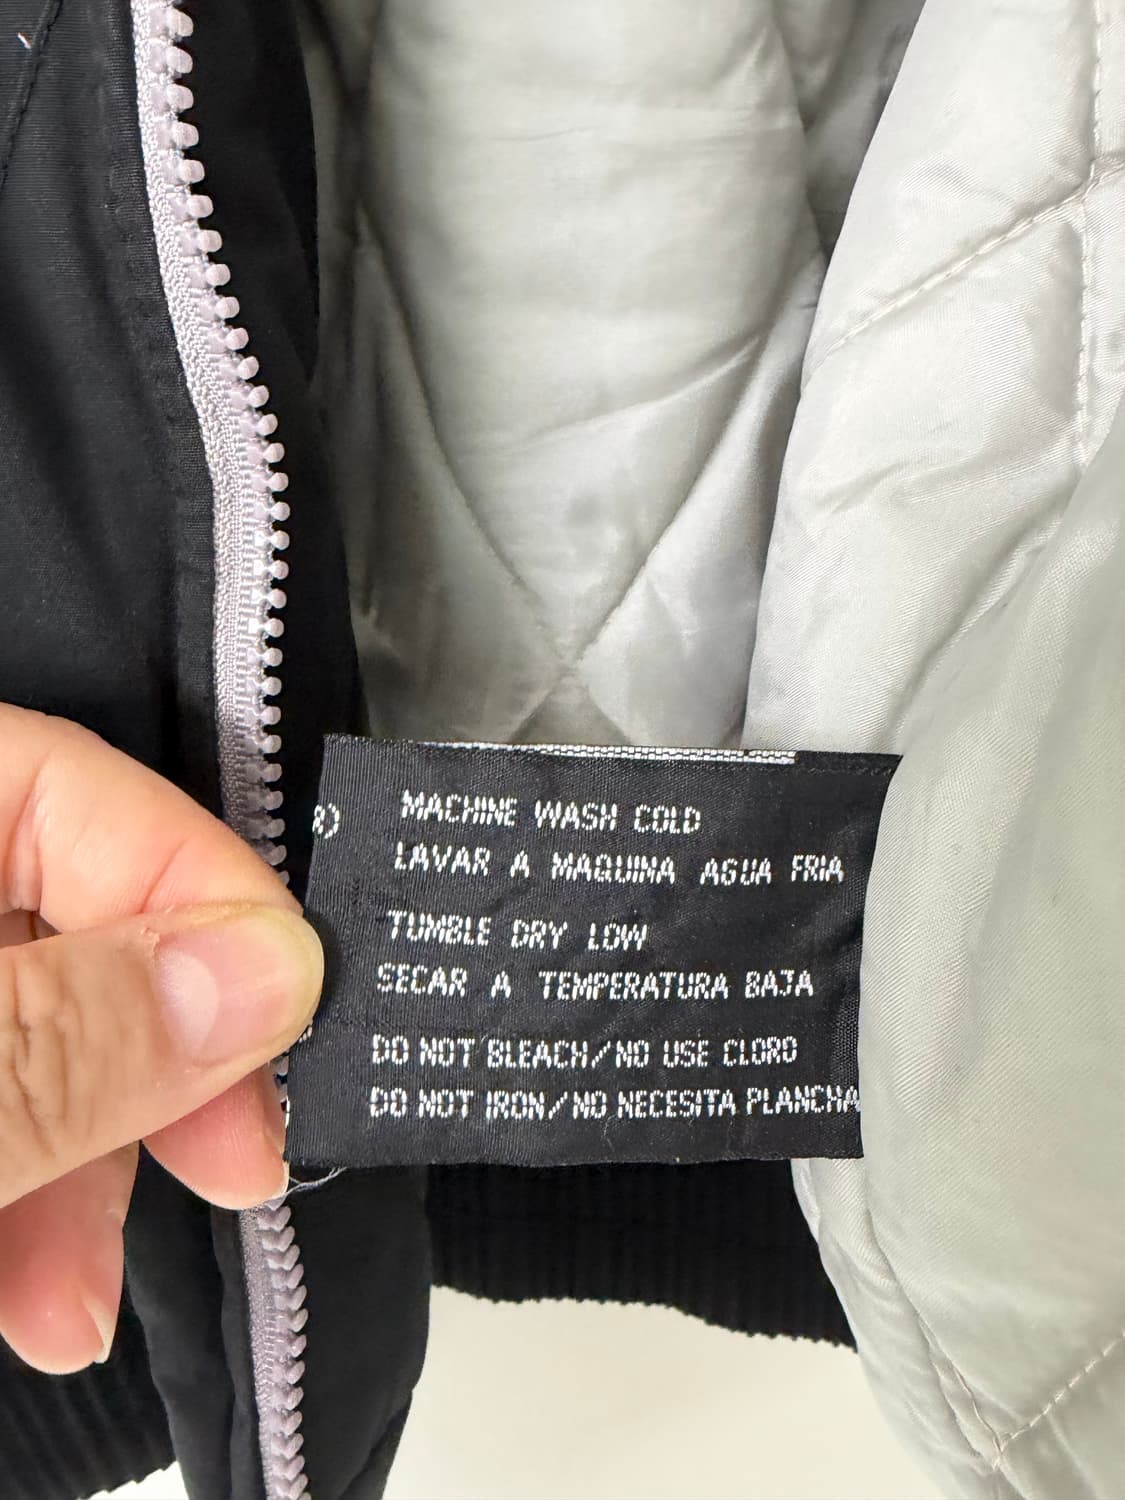 MACHINE WASH COLD
LAVAR A MAQUINA AGUA FRIA
TUMBLE DRY LOW
SECAR A TEMPERATURA BAJA
DO NOT BLEACH/NO USE CLORO
DO NOT IRON/NO NECESITA PLANCHA